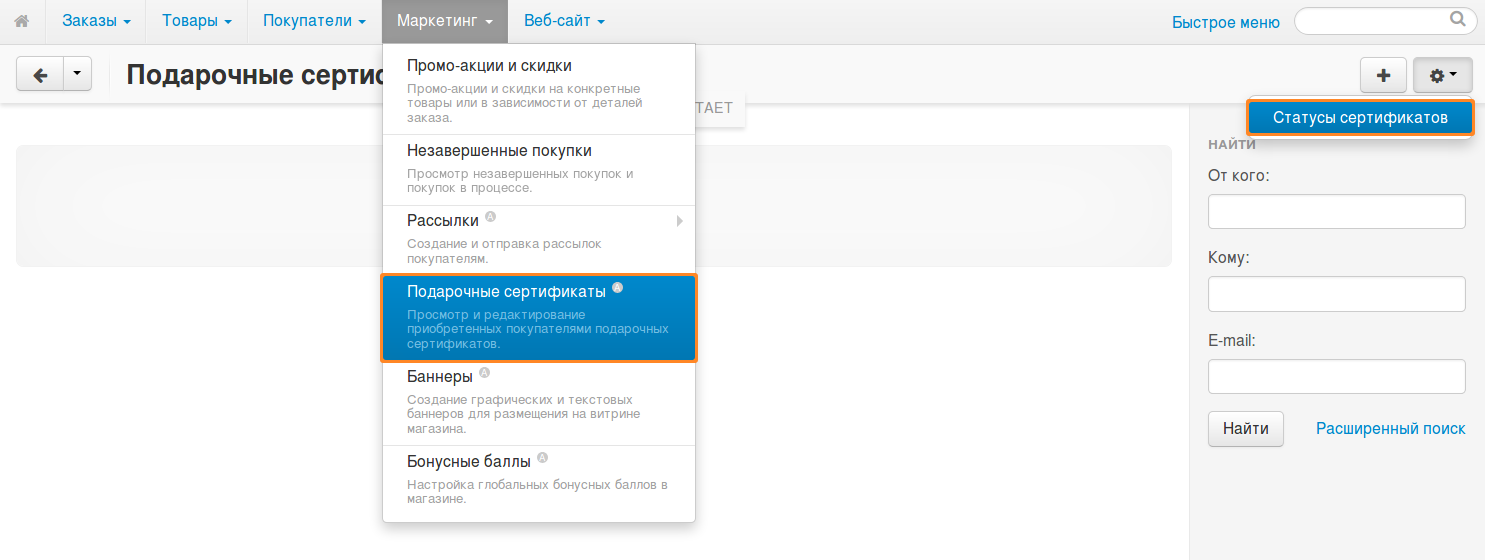 Заказы Товары Покупатели Маркетинг Веб-сайт Быстрое меню
Подарочные
Промо-акции и скидки
Промо-акции и скидки на конкретные
товары или в зависимости от деталей
заказа.
Незавершенные покупки
Просмотр незавершенных покупок и
покупок в процессе.
Рассылки A
Создание и отправка рассылок
покупателям.
Подарочные сертификаты A
Просмотр и редактирование
приобретенных покупателями подарочных
сертификатов.
Баннеры A
Создание графических и текстовых
баннеров для размещения на витрине
магазина.
Бонусные баллы A
Настройка глобальных бонусных баллов в
магазине.
Статусы сертификатов
НАЙТИ
От кого:
Кому:
E-mail:
Найти Расширенный поиск